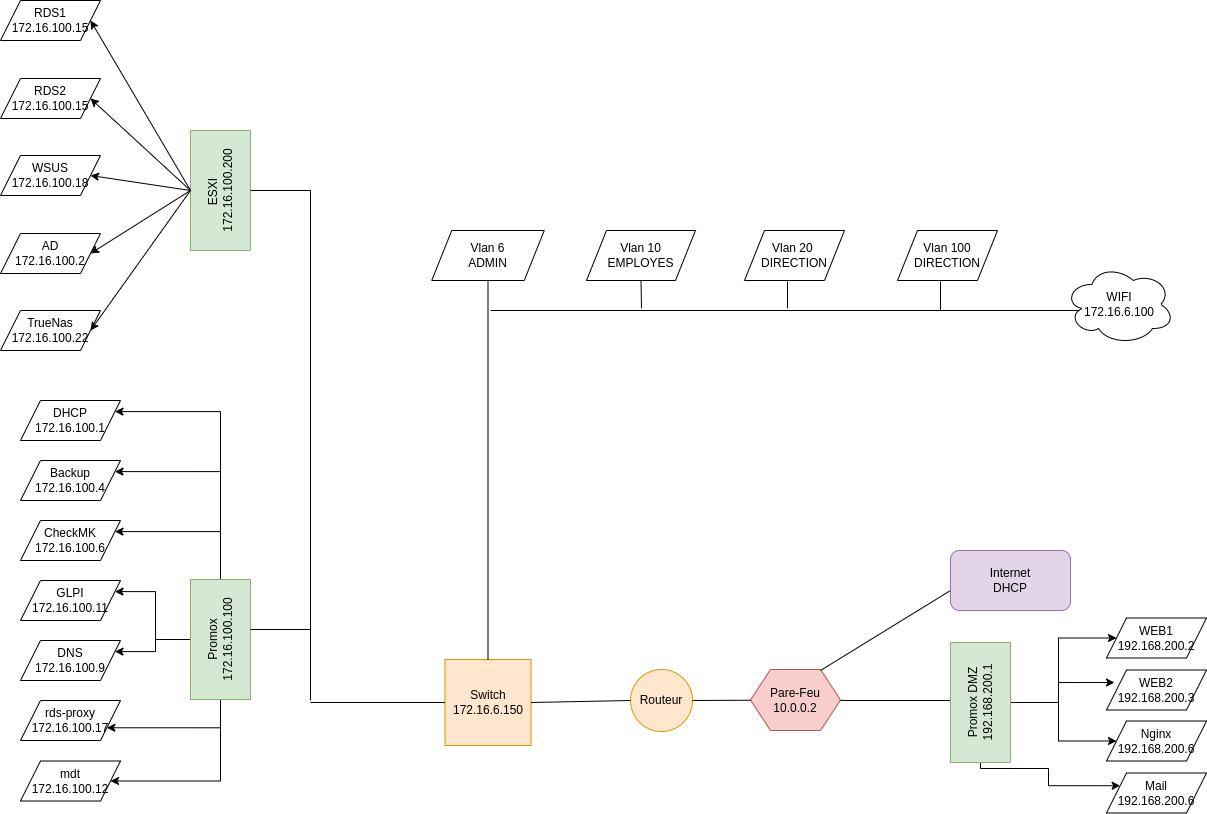 RDS1
172.16.100.15
RDS2
172.16.100.15
WSUS
172.16.100.18
AD
172.16.100.2
TrueNas
172.16.100.22
ESXI
172.16.100.200
DHCP
172.16.100.1
Backup
172.16.100.4
CheckMK
172.16.100.6
GLPI
172.16.100.11
DNS
172.16.100.9
rds-proxy
172.16.100.17
mdt
172.16.100.12
Promox
172.16.100.100
Vlan 6
ADMIN
Vlan 10
EMPLOYES
Vlan 20
DIRECTION
Vlan 100
DIRECTION
WIFI
172.16.6.100
Switch
172.16.6.150
Routeur
Pare-Feu
10.0.0.2
Internet
DHCP
Promox DMZ
192.168.200.1
WEB1
192.168.200.2
WEB2
192.168.200.3
Nginx
192.168.200.6
Mail
192.168.200.6